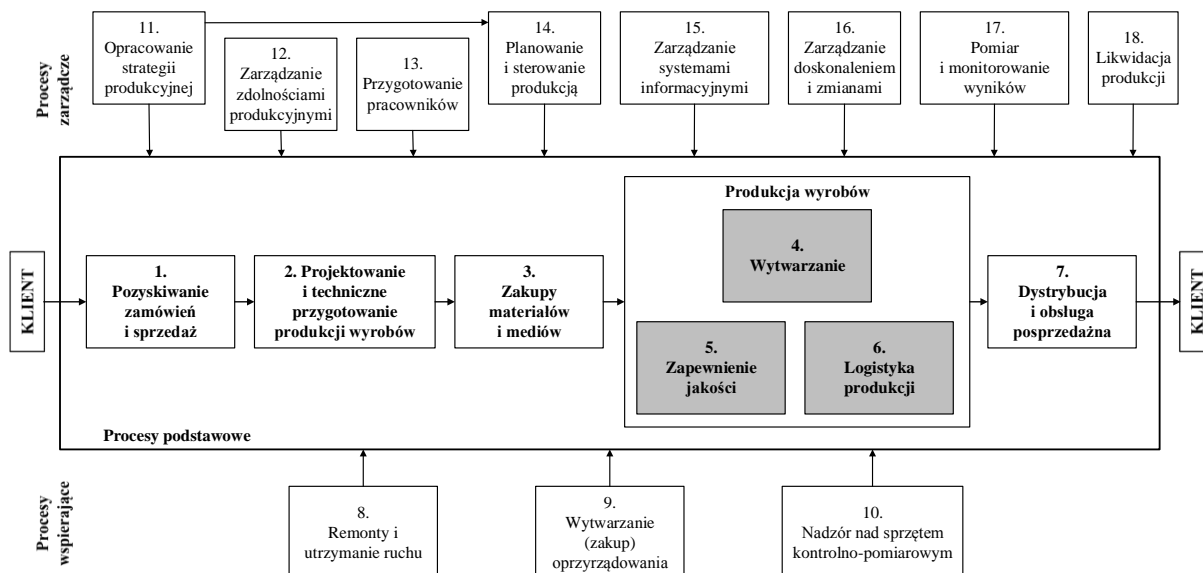 Procesy
zarządcze
11.
Opracowanie
strategii
produkcyjnej
12.
Zarządzanie
zdolnościami
produkcyjnymi
13.
Przygotowanie
pracowników
14.
Planowanie
i sterowanie
produkcją
15.
Zarządzanie
systemami
informacyjnymi
16.
Zarządzanie
doskonaleniem
i zmianami
17.
Pomiar
i monitorowanie
wyników
18.
Likwidacja
produkcji
KLIENT
1.
Pozyskiwanie
zamówień
i sprzedaż
2. Projektowanie
i techniczne
przygotowanie
produkcji wyrobów
3.
Zakupy
materiałów
i mediów
Produkcja wyrobów
4.
Wytwarzanie
5.
Zapewnienie
jakości
6.
Logistyka
produkcji
7.
Dystrybucja
i obsługa
posprzedażna
KLIENT
Procesy podstawowe
Procesy
wspierające
8.
Remonty i
utrzymanie ruchu
9.
Wytwarzanie
(zakup)
oprzyrządowania
10.
Nadzór nad sprzętem
kontrolno-pomiarowym